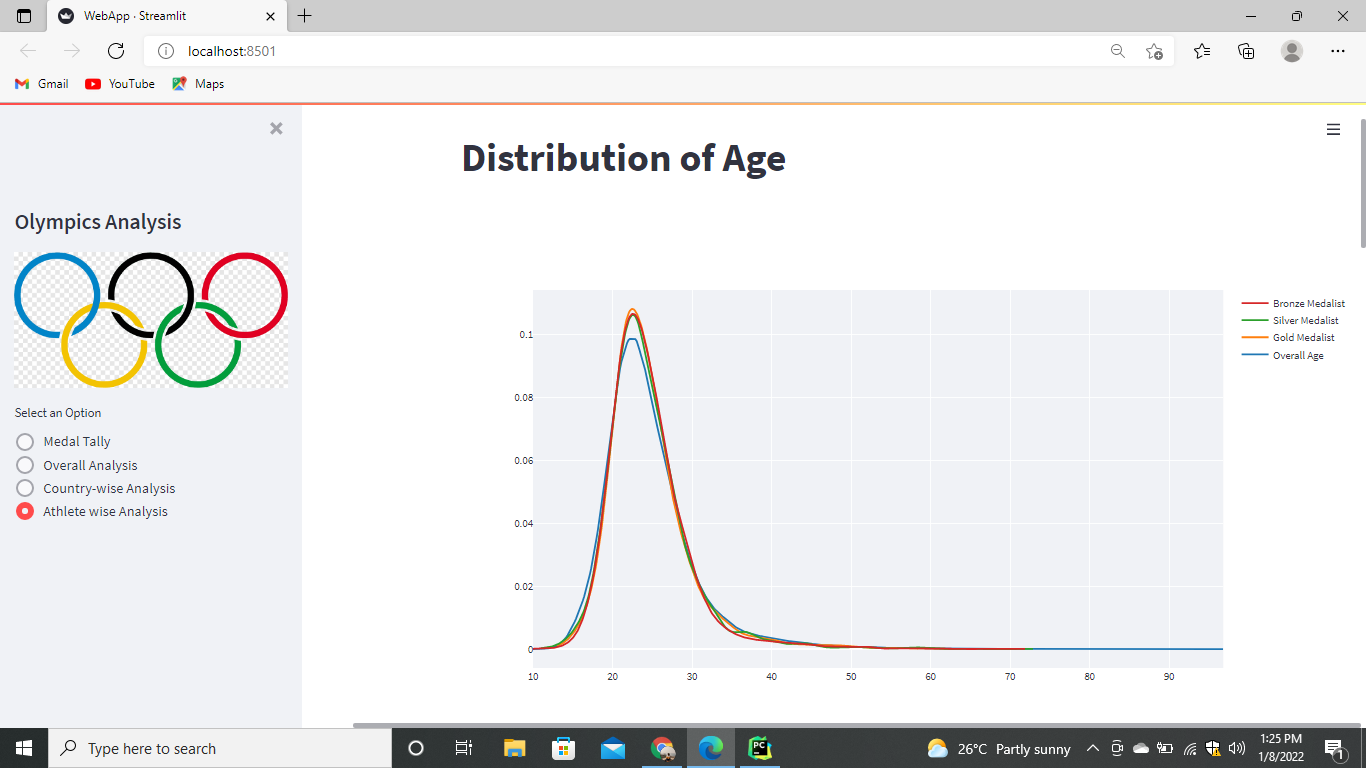 WebApp · Streamlit
localhost:8501
Gmail YouTube Maps
Distribution of Age
Olympics Analysis
Select an Option
Medal Tally
Overall Analysis
Country-wise Analysis
Athlete wise Analysis
0.1
0.08
0.06
0.04
0.02
0
10 20 30 40 50 60 70 80 90
Bronze Medalist
Silver Medalist
Gold Medalist
Overall Age
Type here to search
PC
26°C Partly sunny
1:25 PM
1/8/2022
1